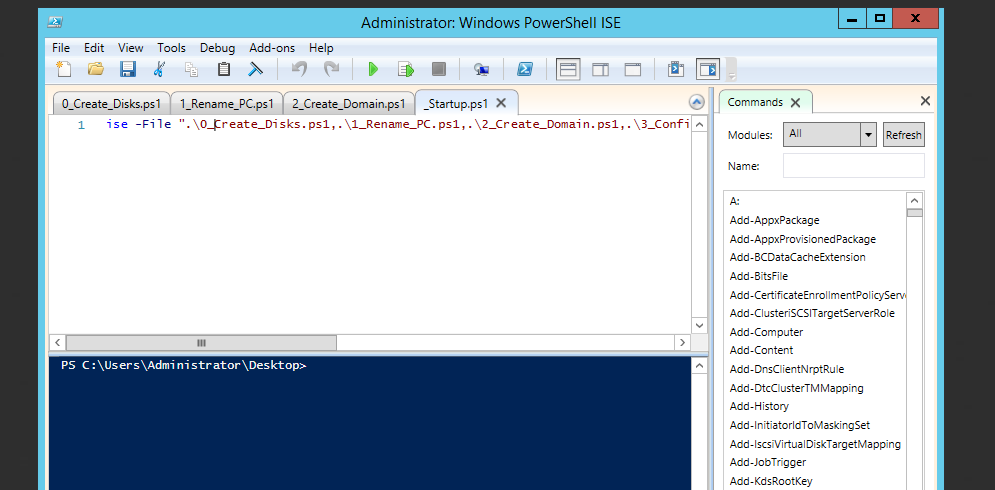 Administrator: Windows PowerShell ISE
File Edit View Tools Debug Add-ons Help
0_Create_Disks.ps1 1_Rename_PC.ps1 2_Create_Domain.ps1 _Startup.ps1
1 ise -File ".\0_Create_Disks.ps1,.\1_Rename_PC.ps1,.\2_Create_Domain.ps1,.\3_Confi
PS C:\Users\Administrator\Desktop>
Commands
Modules: All Refresh
Name:
A:
Add-AppxPackage
Add-AppxProvisionedPackage
Add-BCDataCacheExtension
Add-BitsFile
Add-CertificateEnrollmentPolicyServ
Add-ClusteriSCSITargetServerRole
Add-Computer
Add-Content
Add-DnsClientNrptRule
Add-DtcClusterTMMapping
Add-History
Add-InitiatorIdToMaskingSet
Add-IscsiVirtualDiskTargetMapping
Add-JobTrigger
Add-KdsRootKey